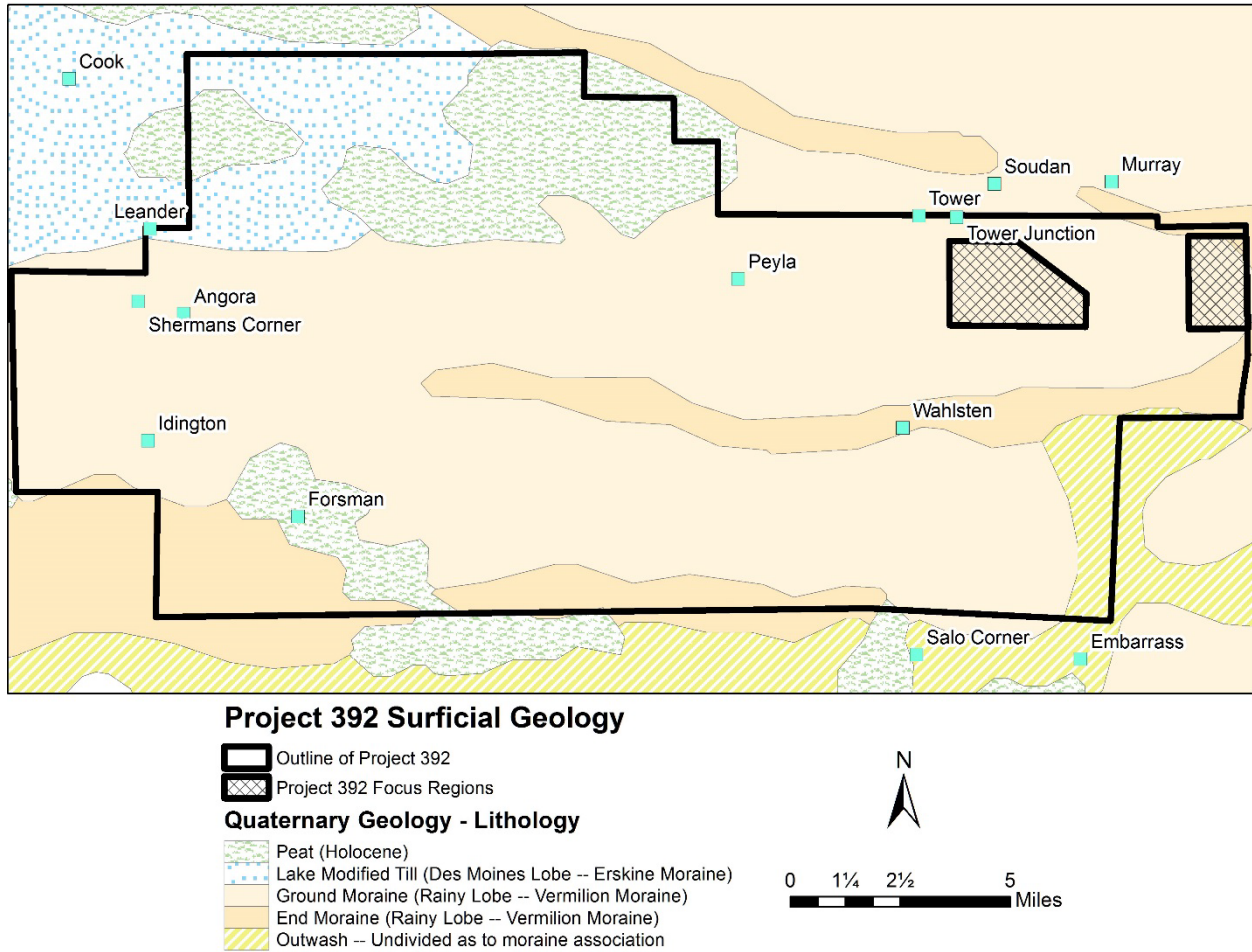 Cook
Soudan
Murray
Leander
Tower
Tower Junction
Peyla
Angora
Shermans Corner
Wahlsten
Idington
Forsman
Salo Corner
Embarrass
Project 392 Surficial Geology
Outline of Project 392
Project 392 Focus Regions
Quaternary Geology - Lithology
Peat (Holocene)
Lake Modified Till (Des Moines Lobe -- Erskine Moraine)
Ground Moraine (Rainy Lobe -- Vermilion Moraine)
End Moraine (Rainy Lobe -- Vermilion Moraine)
Outwash -- Undivided as to moraine association
N
0 1¼ 2½ 5
Miles